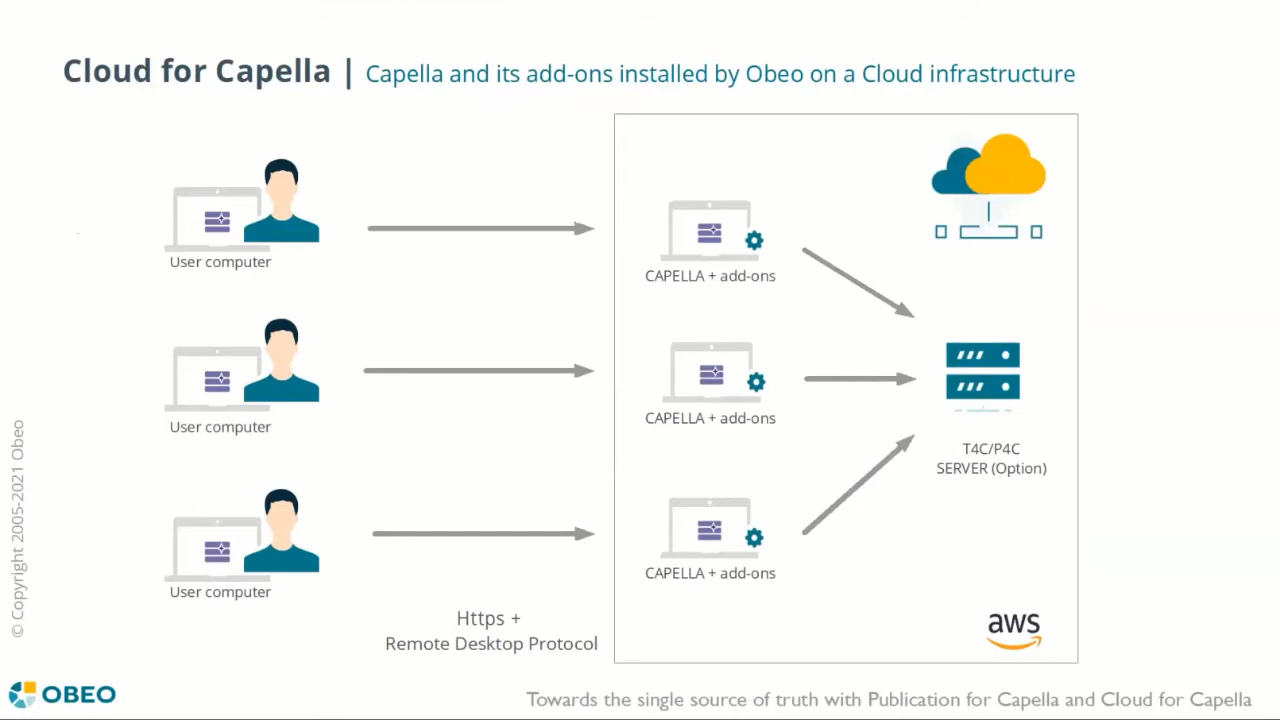 Cloud for Capella | Capella and its add-ons installed by Obeo on a Cloud infrastructure
User computer
CAPELLA + add-ons
User computer
CAPELLA + add-ons
T4C/P4C
SERVER (Option)
User computer
CAPELLA + add-ons
Https +
Remote Desktop Protocol
aws
© Copyright 2005-2021 Obeo
OBEO
Towards the single source of truth with Publication for Capella and Cloud for Capella